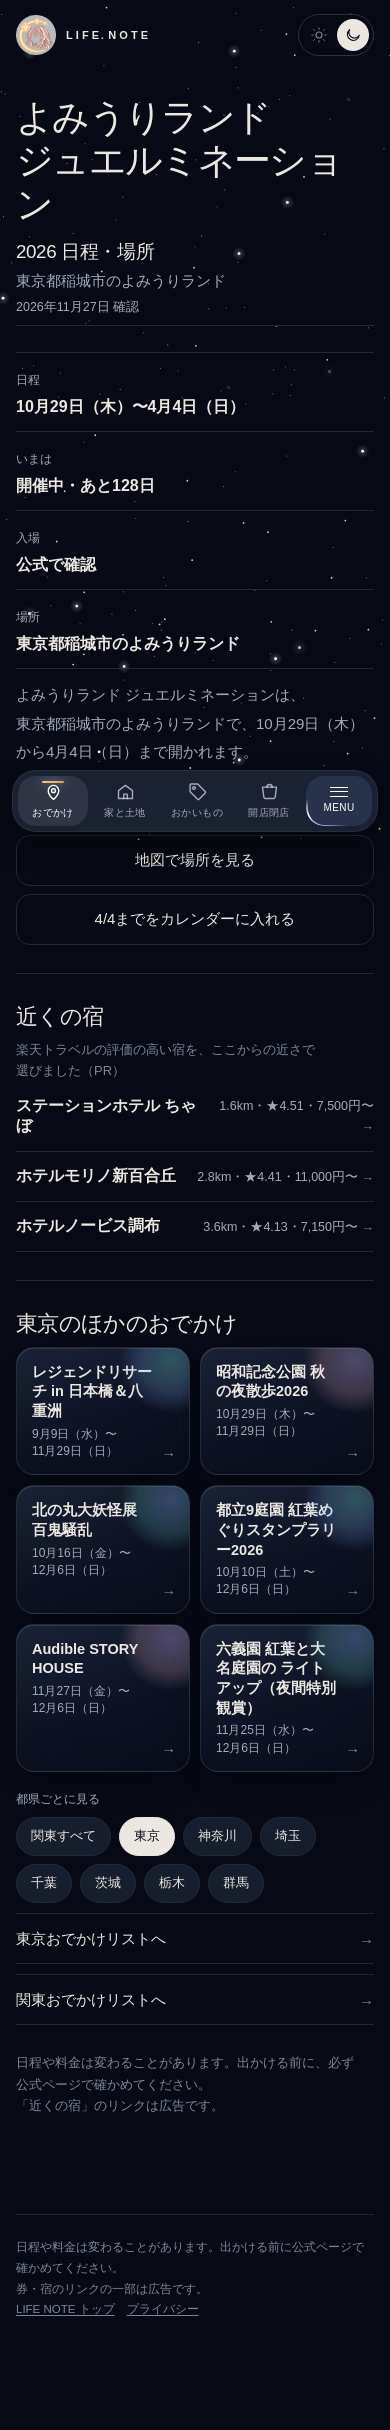 LIFE.NOTE
よみうりランド
ジュエルミネーショ
ン
2026 日程・場所
東京都稲城市のよみうりランド
2026年11月27日 確認
日程
10月29日（木）〜4月4日（日）
いまは
開催中・あと128日
入場
公式で確認
場所
東京都稲城市のよみうりランド
よみうりランド ジュエルミネーションは、
東京都稲城市のよみうりランドで、10月29日（木）
から4月4日（日）まで開かれます。
おでかけ
家と土地
おかいもの
開店閉店
MENU
地図で場所を見る
4/4までをカレンダーに入れる
近くの宿
楽天トラベルの評価の高い宿を、ここからの近さで
選びました（PR）
ステーションホテル ちゃ
ぼ
1.6km・★4.51・7,500円〜
→
ホテルモリノ新百合丘
2.8km・★4.41・11,000円〜 →
ホテルノービス調布
3.6km・★4.13・7,150円〜 →
東京のほかのおでかけ
レジェンドリサー
チ in 日本橋＆八
重洲
9月9日（水）〜
11月29日（日）
→
昭和記念公園 秋
の夜散歩2026
10月29日（木）〜
11月29日（日）
→
北の丸大妖怪展
百鬼騒乱
10月16日（金）〜
12月6日（日）
→
都立9庭園 紅葉め
ぐりスタンプラリ
ー2026
10月10日（土）〜
12月6日（日）
→
Audible STORY
HOUSE
11月27日（金）〜
12月6日（日）
→
六義園 紅葉と大
名庭園の ライト
アップ（夜間特別
観賞）
11月25日（水）〜
12月6日（日）
→
都県ごとに見る
関東すべて
東京
神奈川
埼玉
千葉
茨城
栃木
群馬
東京おでかけリストへ
→
関東おでかけリストへ
→
日程や料金は変わることがあります。出かける前に、必ず
公式ページで確かめてください。
「近くの宿」のリンクは広告です。
日程や料金は変わることがあります。出かける前に公式ページで
確かめてください。
券・宿のリンクの一部は広告です。
LIFE NOTE トップ プライバシー